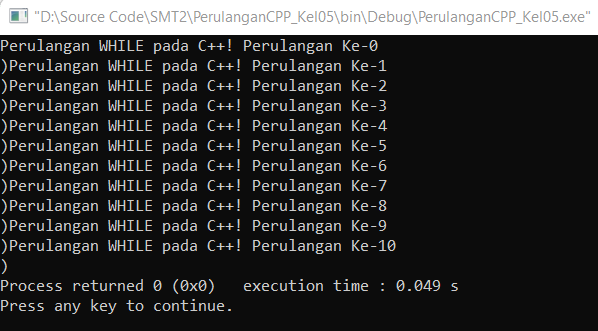 "D:\Source Code\SMT2\PerulanganCPP_Kel05\bin\Debug\PerulanganCPP_Kel05.exe"
Perulangan WHILE pada C++! Perulangan Ke-0
)Perulangan WHILE pada C++! Perulangan Ke-1
)Perulangan WHILE pada C++! Perulangan Ke-2
)Perulangan WHILE pada C++! Perulangan Ke-3
)Perulangan WHILE pada C++! Perulangan Ke-4
)Perulangan WHILE pada C++! Perulangan Ke-5
)Perulangan WHILE pada C++! Perulangan Ke-6
)Perulangan WHILE pada C++! Perulangan Ke-7
)Perulangan WHILE pada C++! Perulangan Ke-8
)Perulangan WHILE pada C++! Perulangan Ke-9
)Perulangan WHILE pada C++! Perulangan Ke-10
)
Process returned 0 (0x0)   execution time : 0.049 s
Press any key to continue.